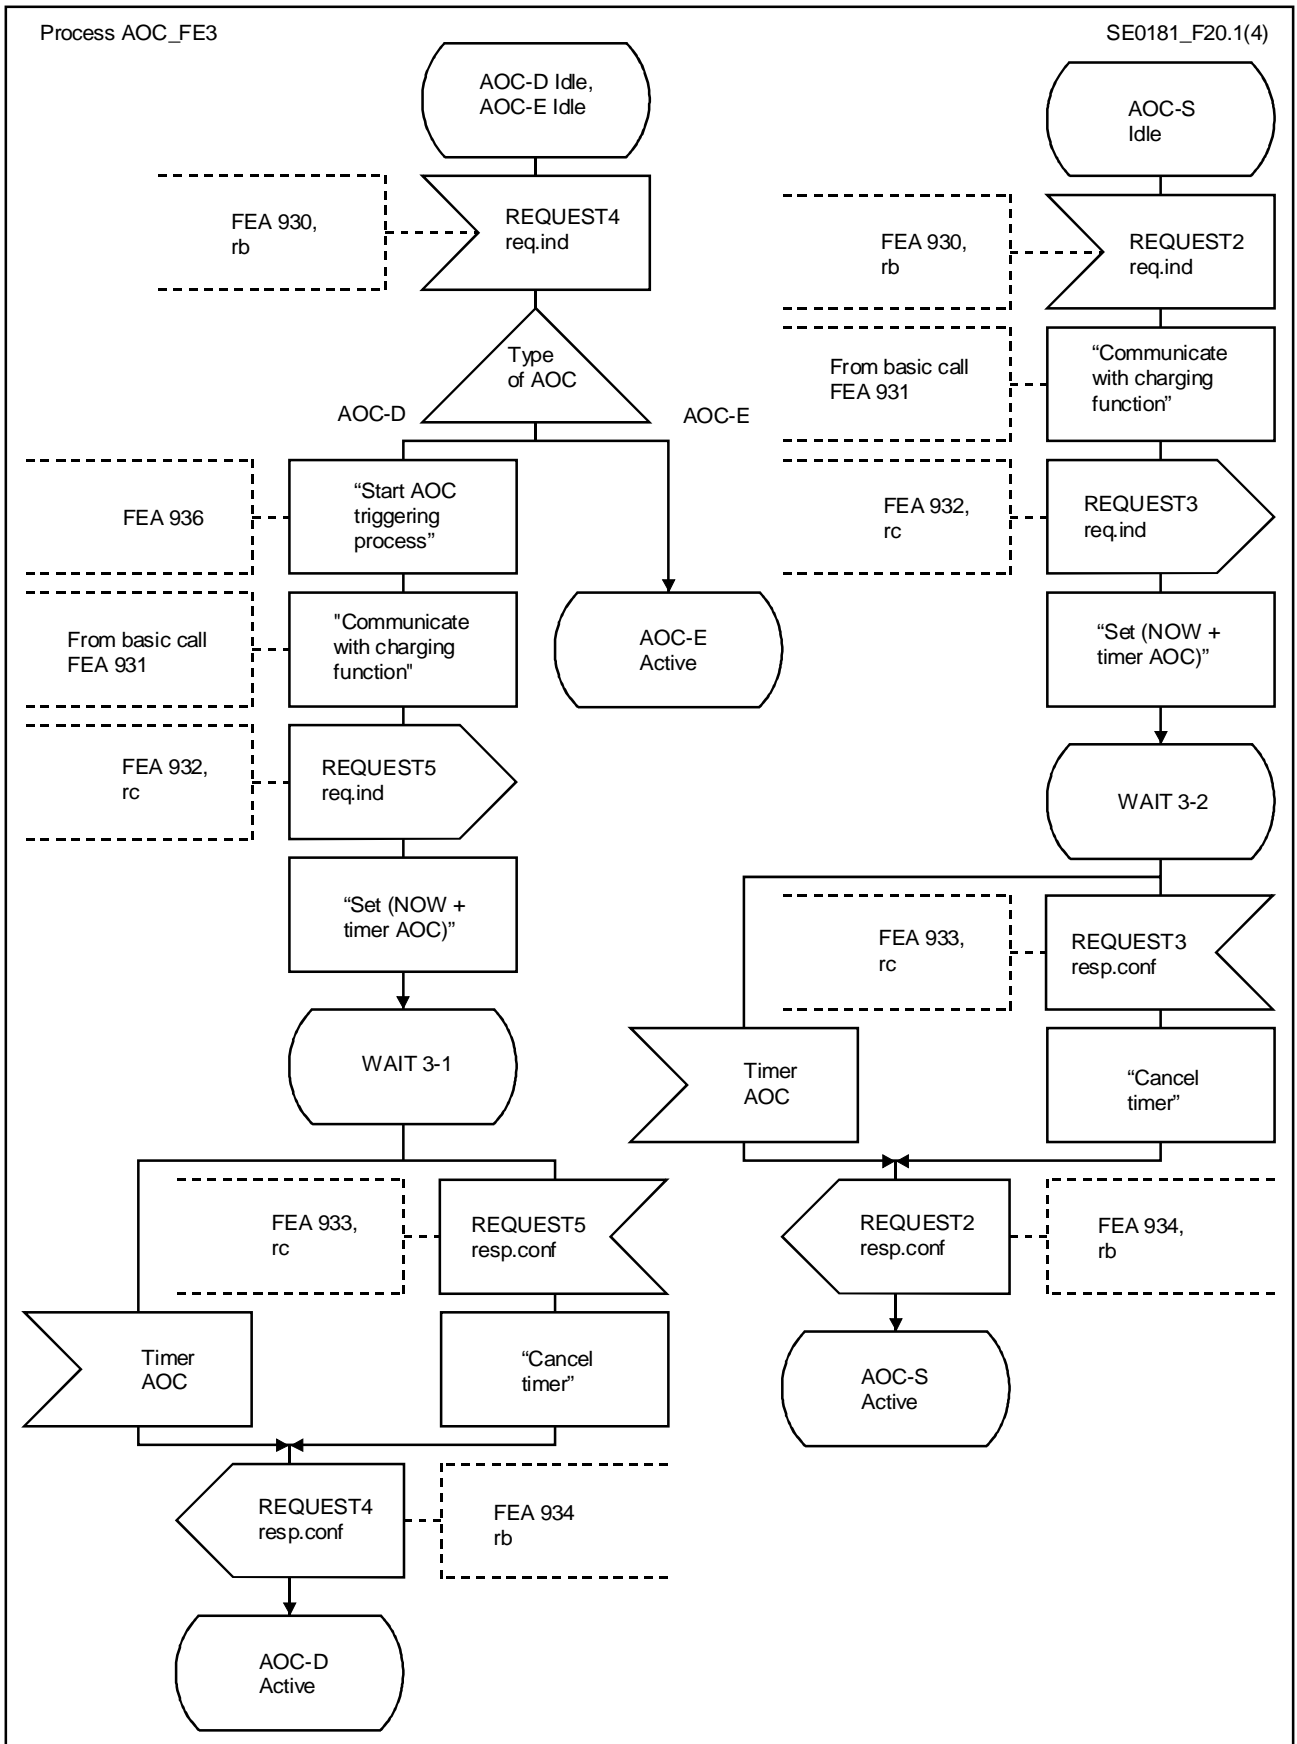 Process AOC_FE3
SE0181_F20.1(4)
AOC-D Idle,
AOC-E Idle
FEA 930,
rb
REQUEST4
req.ind
Type
of AOC
AOC-D
AOC-E
FEA 936
“Start AOC
triggering
process”
From basic call
FEA 931
"Communicate
with charging
function"
AOC-E
Active
FEA 932,
rc
REQUEST5
req.ind
“Set (NOW +
timer AOC)”
WAIT 3-1
FEA 933,
rc
REQUEST5
resp.conf
Timer
AOC
“Cancel
timer”
REQUEST4
resp.conf
FEA 934
rb
AOC-D
Active
AOC-S
Idle
FEA 930,
rb
REQUEST2
req.ind
From basic call
FEA 931
“Communicate
with charging
function”
FEA 932,
rc
REQUEST3
req.ind
“Set (NOW +
timer AOC)”
WAIT 3-2
FEA 933,
rc
REQUEST3
resp.conf
Timer
AOC
“Cancel
timer”
REQUEST2
resp.conf
FEA 934,
rb
AOC-S
Active